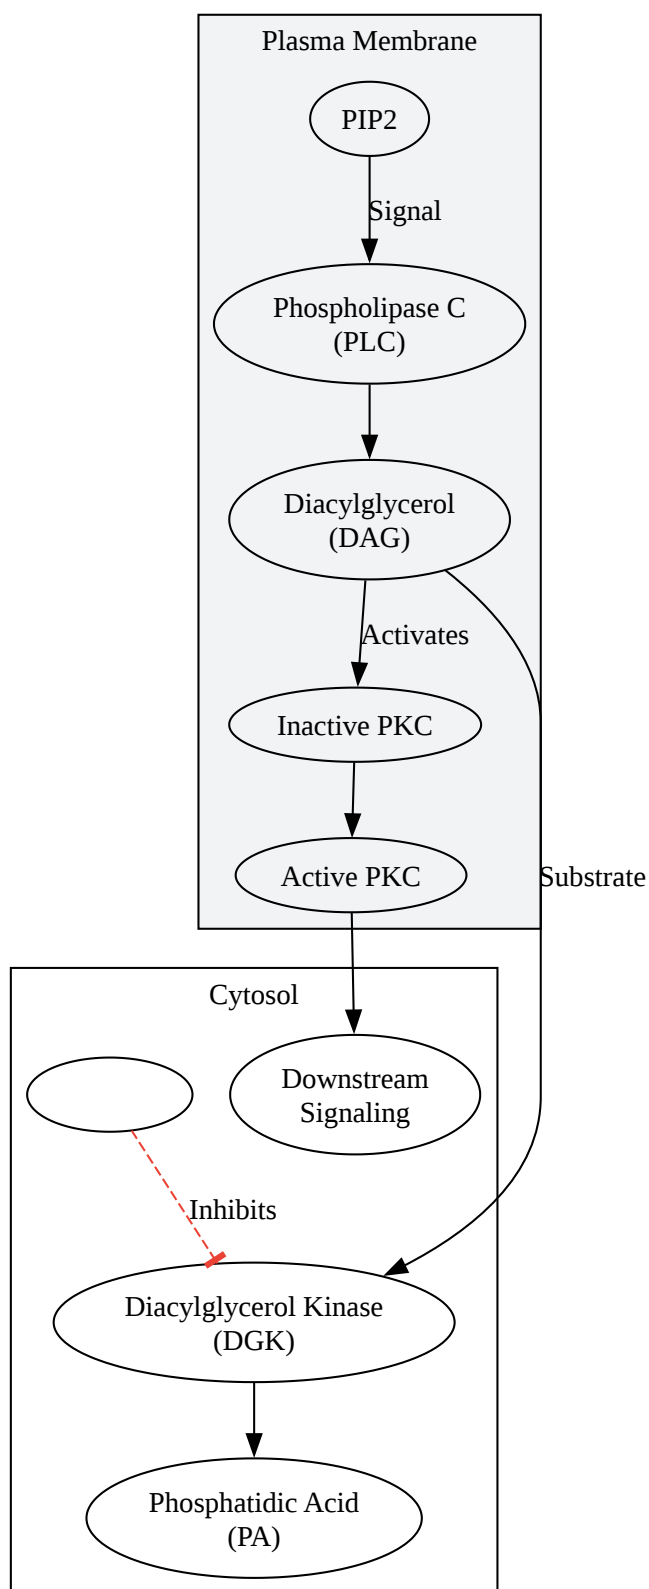 Plasma Membrane
PIP2
Signal
Phospholipase C
(PLC)
Diacylglycerol
(DAG)
Activates
Inactive PKC
Active PKC
Substrate
Cytosol
Downstream
Signaling
Inhibits
Diacylglycerol Kinase
(DGK)
Phosphatidic Acid
(PA)